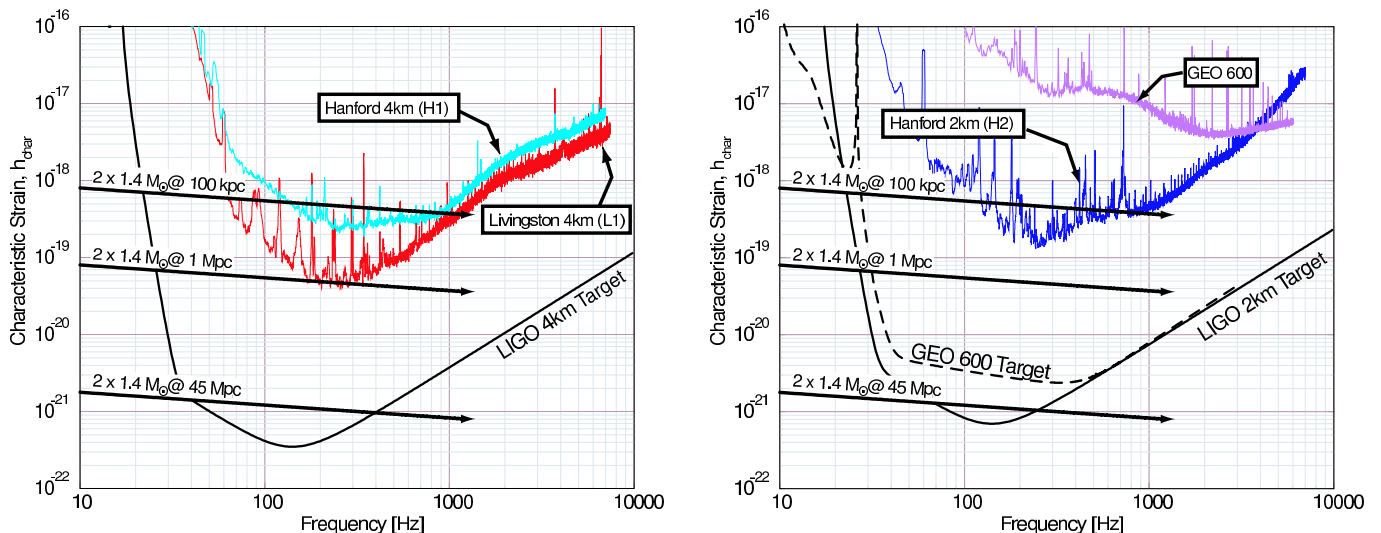 10⁻¹⁶
10⁻¹⁷
10⁻¹⁸
10⁻¹⁹
10⁻²⁰
10⁻²¹
10⁻²²
Characteristic Strain, h_char
Hanford 4km (H1)
2 x 1.4 M☉@ 100 kpc
Livingston 4km (L1)
2 x 1.4 M☉@ 1 Mpc
LIGO 4km Target
2 x 1.4 M☉@ 45 Mpc
10
100
1000
10000
Frequency [Hz]
10⁻¹⁶
10⁻¹⁷
10⁻¹⁸
10⁻¹⁹
10⁻²⁰
10⁻²¹
10⁻²²
Characteristic Strain, h_char
GEO 600
Hanford 2km (H2)
2 x 1.4 M☉@ 100 kpc
2 x 1.4 M☉@ 1 Mpc
LIGO 2km Target
GEO 600 Target
2 x 1.4 M☉@ 45 Mpc
10
100
1000
10000
Frequency [Hz]